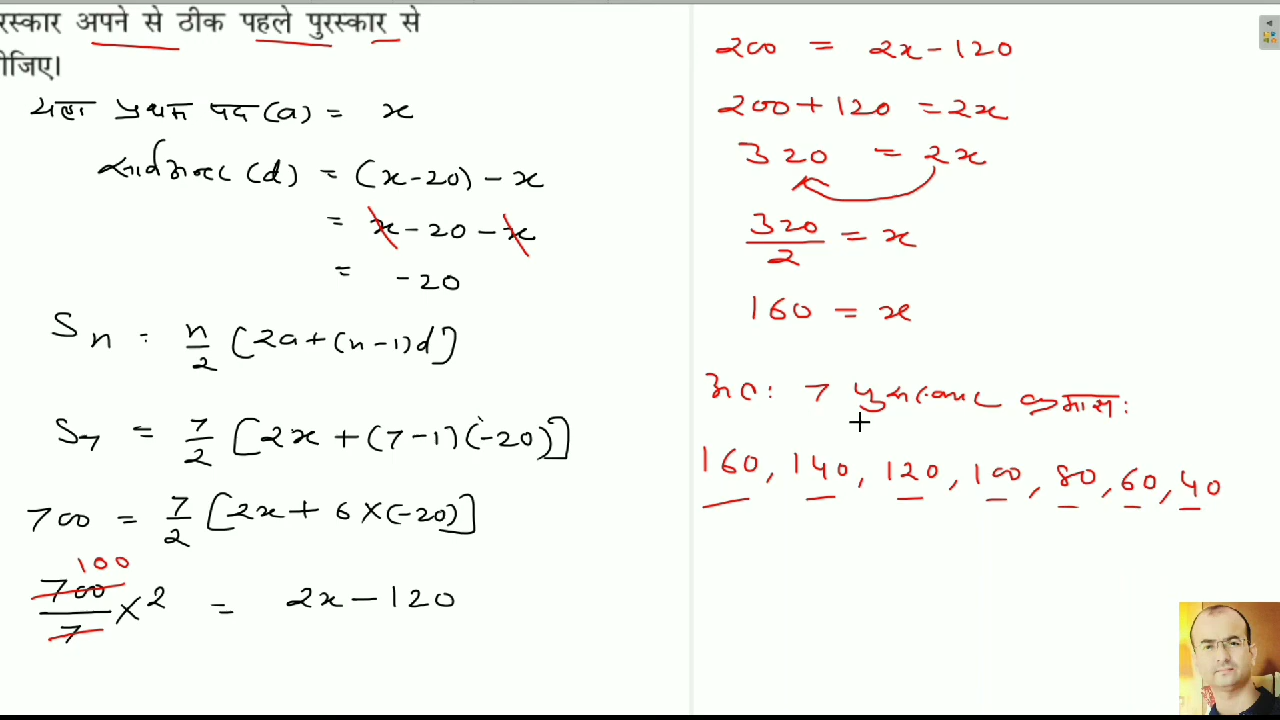 रस्कार अपने से ठीक पहले पुरस्कार से
ीजिए।
यहा प्रथम पद (a) = x
सार्वअन्तर (d) = (x-20) - x
= x - 20 - x
= -20
Sn = n/2 [2a+(n-1)d]
S7 = 7/2 [2x + (7-1) (-20)]
700 = 7/2 [2x + 6 × (-20)]
100
700/7 × 2 = 2x - 120
200 = 2x - 120
200 + 120 = 2x
320 = 2x
320/2 = x
160 = x
अतः 7 पुरस्कार क्रमास:
160, 140, 120, 100, 80, 60, 40